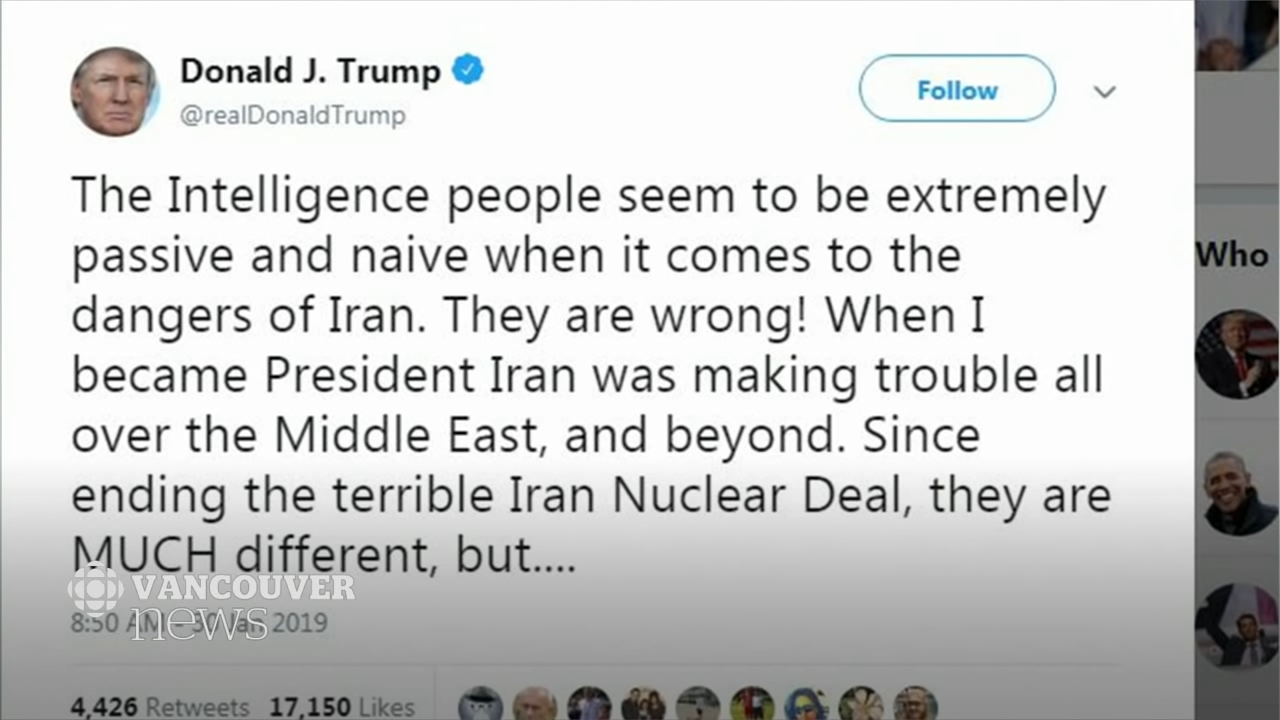 Donald J. Trump
@realDonaldTrump
Follow
The Intelligence people seem to be extremely
passive and naive when it comes to the
dangers of Iran. They are wrong! When I
became President Iran was making trouble all
over the Middle East, and beyond. Since
ending the terrible Iran Nuclear Deal, they are
MUCH different, but....
VANCOUVER
news
8:50 AM - 30 Jan 2019
4,426 Retweets 17,150 Likes
Who